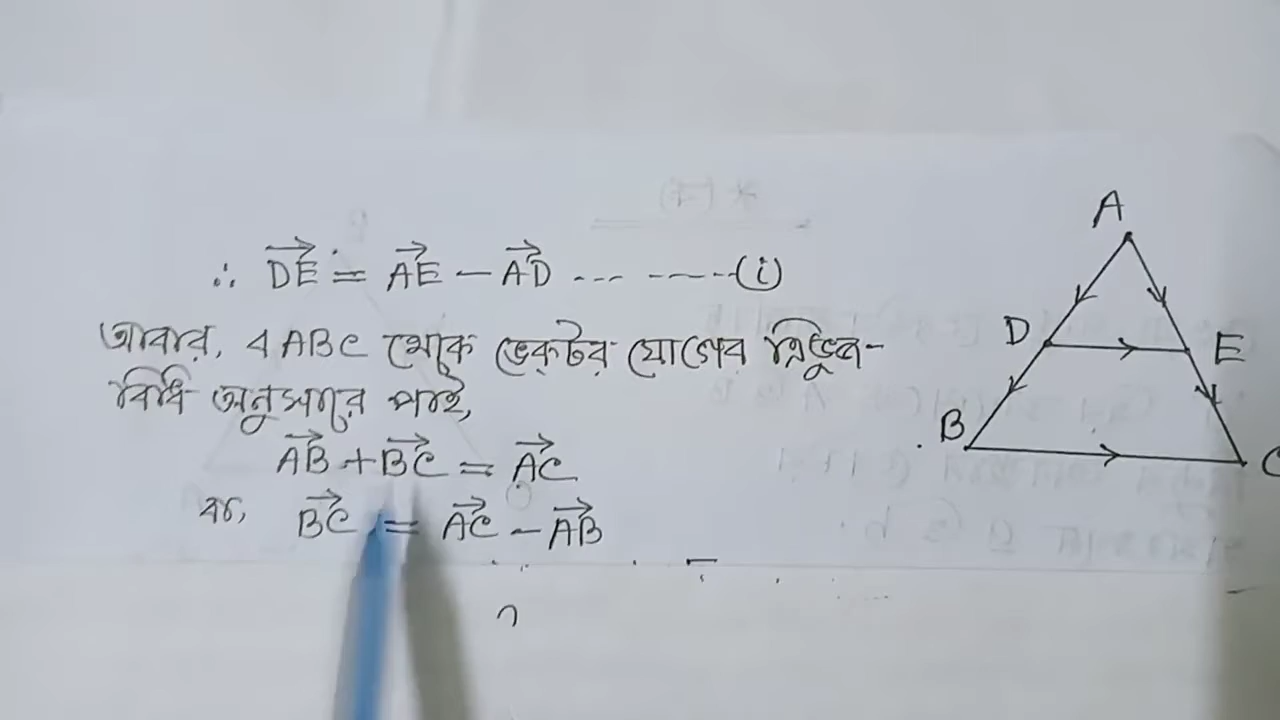 ∴ DE⃗ = AE⃗ − AD⃗ ... ....(i)
আবার, △ABC থেকে ভেক্টর যোগের ত্রিভুজ-
বিধি অনুসারে পাই,
AB⃗ + BC⃗ = AC⃗
বা, BC⃗ = AC⃗ − AB⃗
A
D
E
B
C